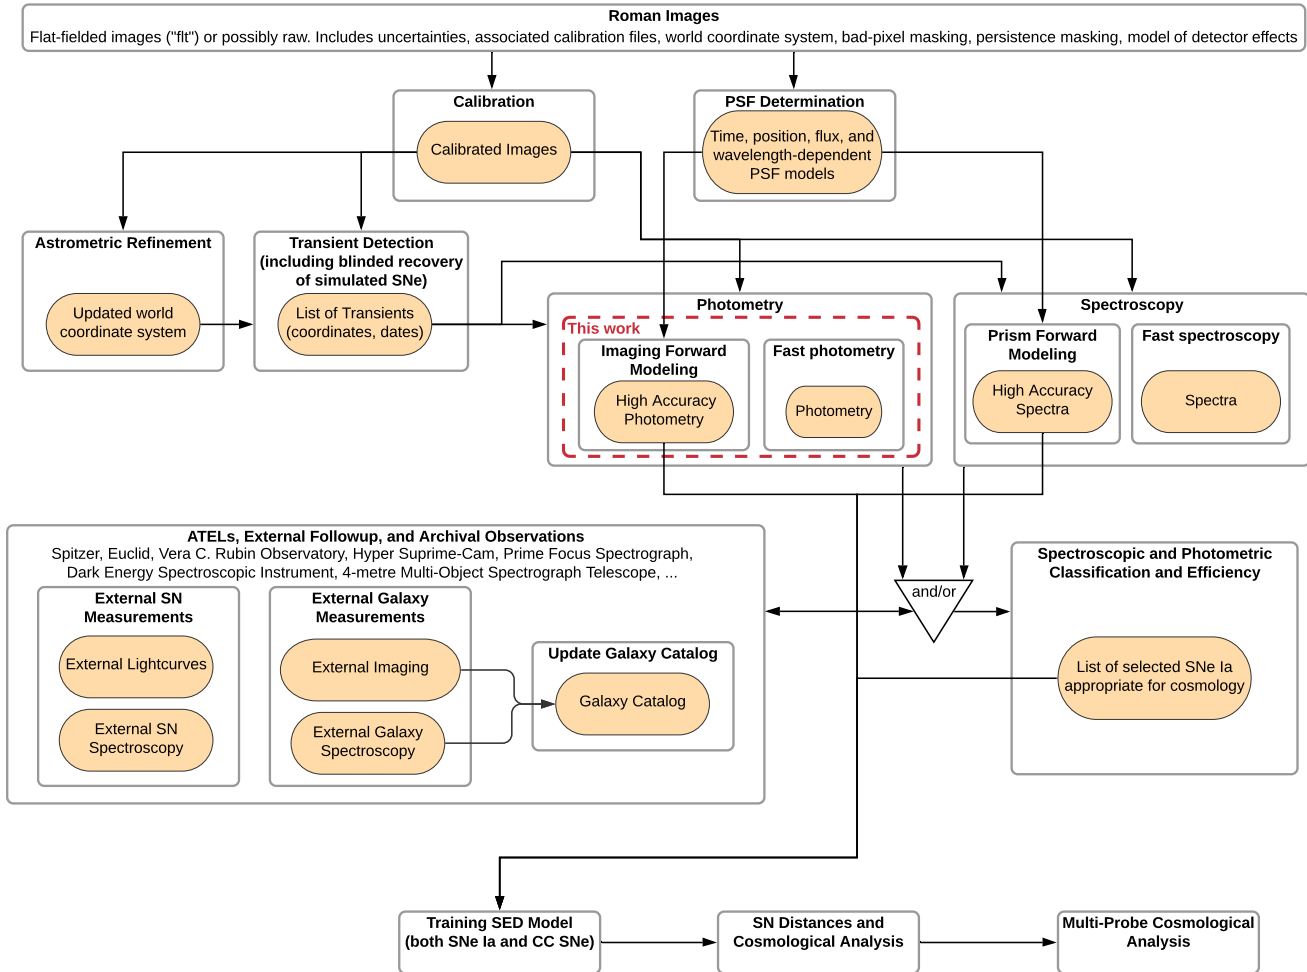 Roman Images
Flat-fielded images ("flt") or possibly raw. Includes uncertainties, associated calibration files, world coordinate system, bad-pixel masking, persistence masking, model of detector effects
Calibration
Calibrated Images
PSF Determination
Time, position, flux, and
wavelength-dependent
PSF models
Astrometric Refinement
Updated world
coordinate system
Transient Detection
(including blinded recovery
of simulated SNe)
List of Transients
(coordinates, dates)
Photometry
This work
Imaging Forward
Modeling
High Accuracy
Photometry
Fast photometry
Photometry
Spectroscopy
Prism Forward
Modeling
High Accuracy
Spectra
Fast spectroscopy
Spectra
ATELs, External Followup, and Archival Observations
Spitzer, Euclid, Vera C. Rubin Observatory, Hyper Suprime-Cam, Prime Focus Spectrograph,
Dark Energy Spectroscopic Instrument, 4-metre Multi-Object Spectrograph Telescope, ...
External SN
Measurements
External Lightcurves
External SN
Spectroscopy
External Galaxy
Measurements
External Imaging
External Galaxy
Spectroscopy
Update Galaxy Catalog
Galaxy Catalog
and/or
Spectroscopic and Photometric
Classification and Efficiency
List of selected SNe Ia
appropriate for cosmology
Training SED Model
(both SNe Ia and CC SNe)
SN Distances and
Cosmological Analysis
Multi-Probe Cosmological
Analysis